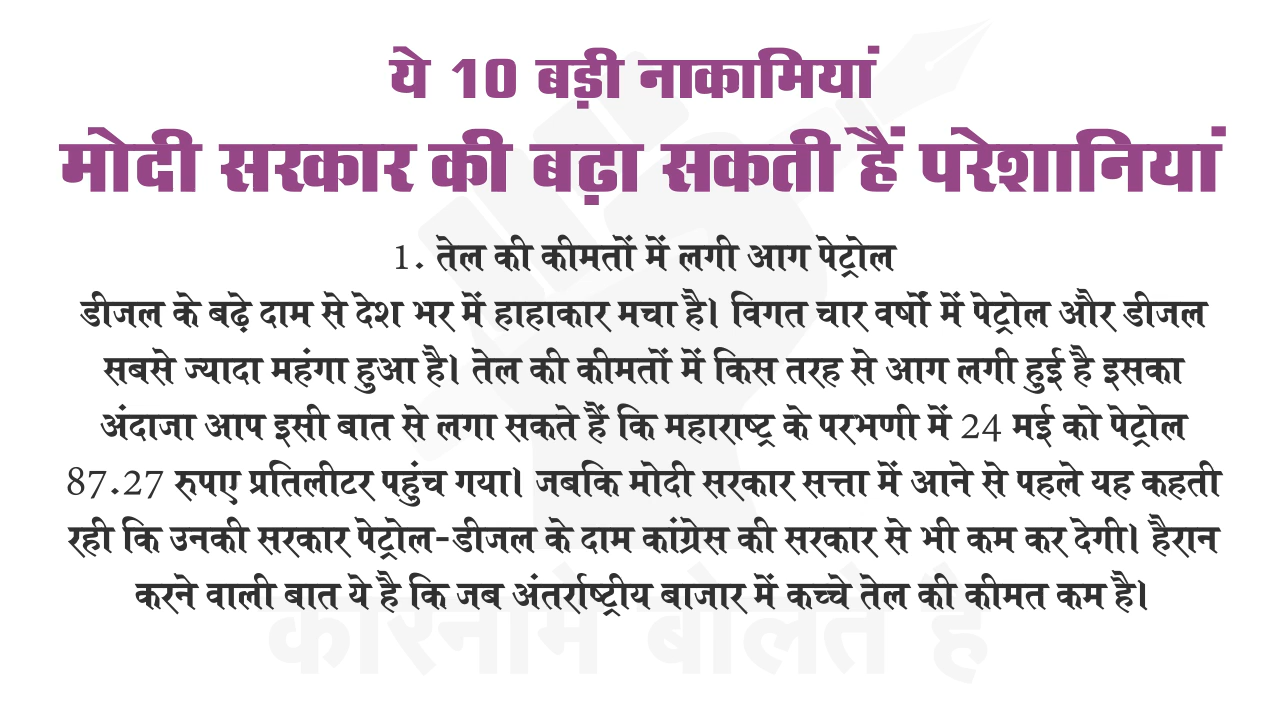 ये 10 बड़ी नाकामियां
मोदी सरकार की बढ़ा सकती हैं परेशानियां
1. तेल की कीमतों में लगी आग पेट्रोल
डीजल के बढ़े दाम से देश भर में हाहाकार मचा है। विगत चार वर्षों में पेट्रोल और डीजल
सबसे ज्यादा महंगा हुआ है। तेल की कीमतों में किस तरह से आग लगी हुई है इसका
अंदाजा आप इसी बात से लगा सकते हैं कि महाराष्ट्र के परभणी में 24 मई को पेट्रोल
87.27 रुपए प्रतिलीटर पहुंच गया। जबकि मोदी सरकार सत्ता में आने से पहले यह कहती
रही कि उनकी सरकार पेट्रोल-डीजल के दाम कांग्रेस की सरकार से भी कम कर देगी। हैरान
करने वाली बात ये है कि जब अंतर्राष्ट्रीय बाजार में कच्चे तेल की कीमत कम है।
कारनामे बोलते है